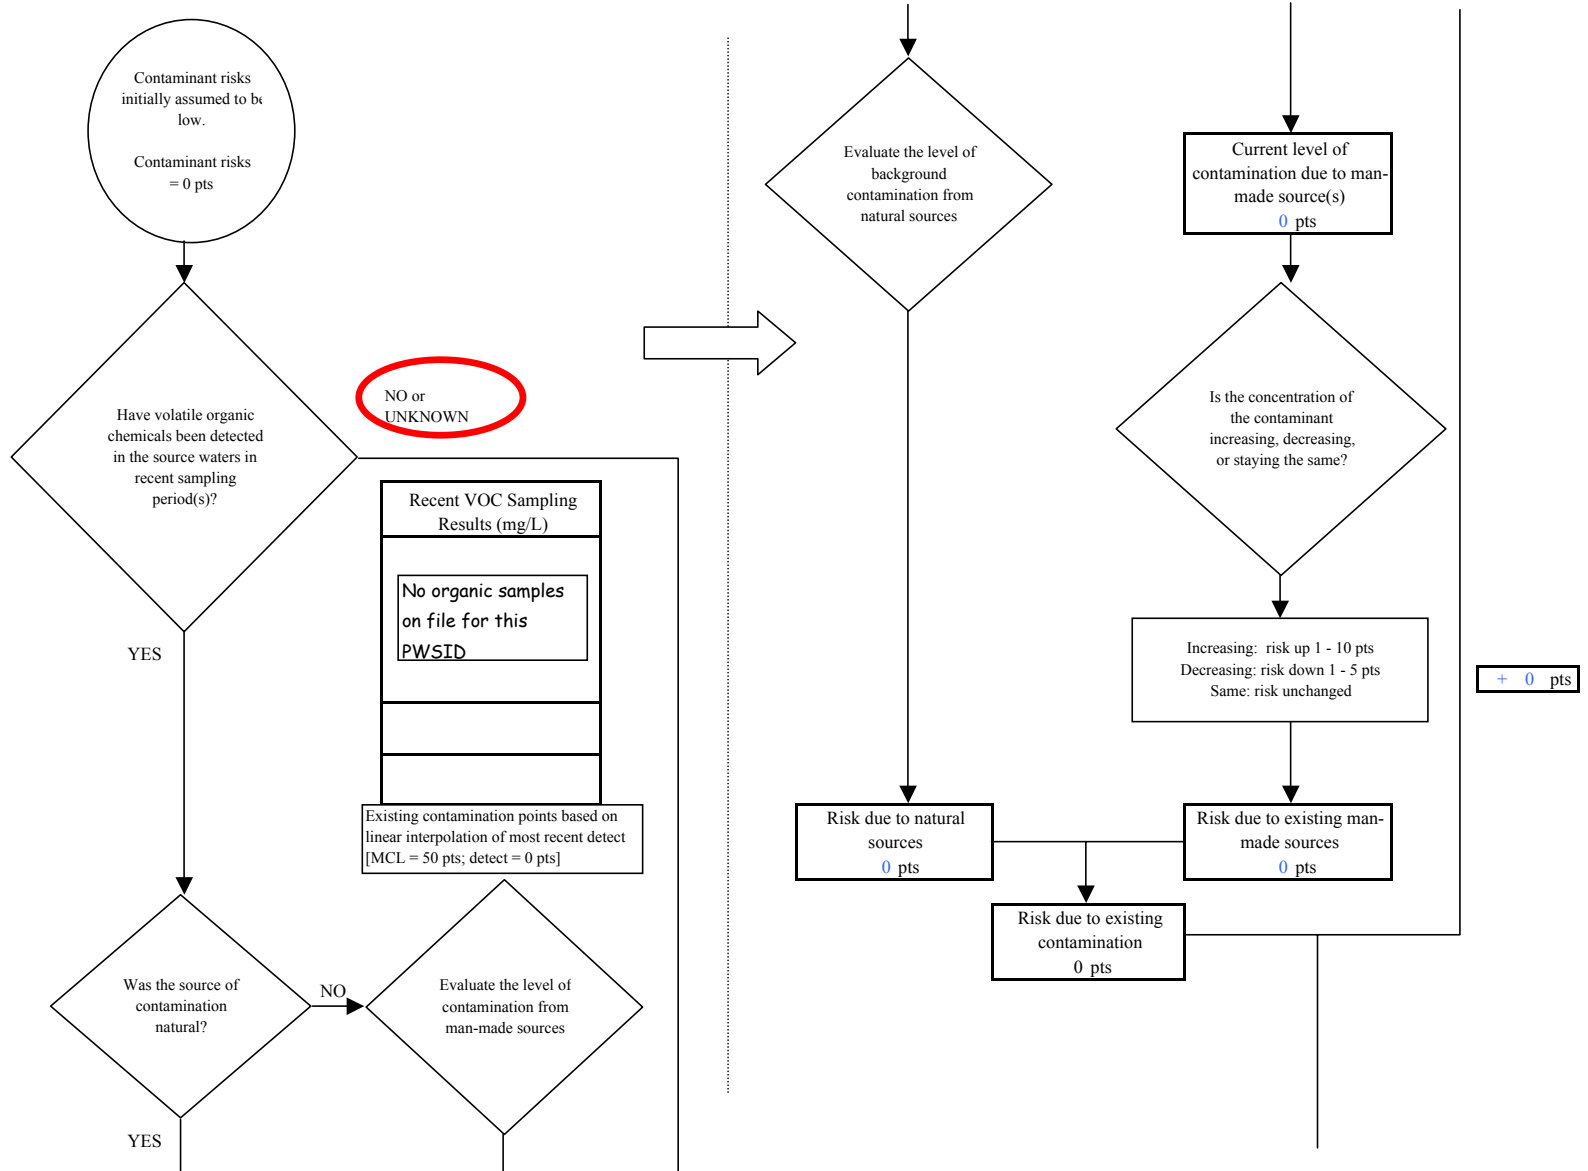 Contaminant risks
initially assumed to be
low.
Contaminant risks
= 0 pts
Have volatile organic
chemicals been detected
in the source waters in
recent sampling
period(s)?
NO or
UNKNOWN
YES
Recent VOC Sampling
Results (mg/L)
No organic samples
on file for this
PWSID
Existing contamination points based on
linear interpolation of most recent detect
[MCL = 50 pts; detect = 0 pts]
Was the source of
contamination
natural?
NO
Evaluate the level of
contamination from
man-made sources
YES
Evaluate the level of
background
contamination from
natural sources
Current level of
contamination due to man-
made source(s)
0 pts
Is the concentration of
the contaminant
increasing, decreasing,
or staying the same?
Increasing: risk up 1 - 10 pts
Decreasing: risk down 1 - 5 pts
Same: risk unchanged
+ 0 pts
Risk due to natural
sources
0 pts
Risk due to existing man-
made sources
0 pts
Risk due to existing
contamination
0 pts